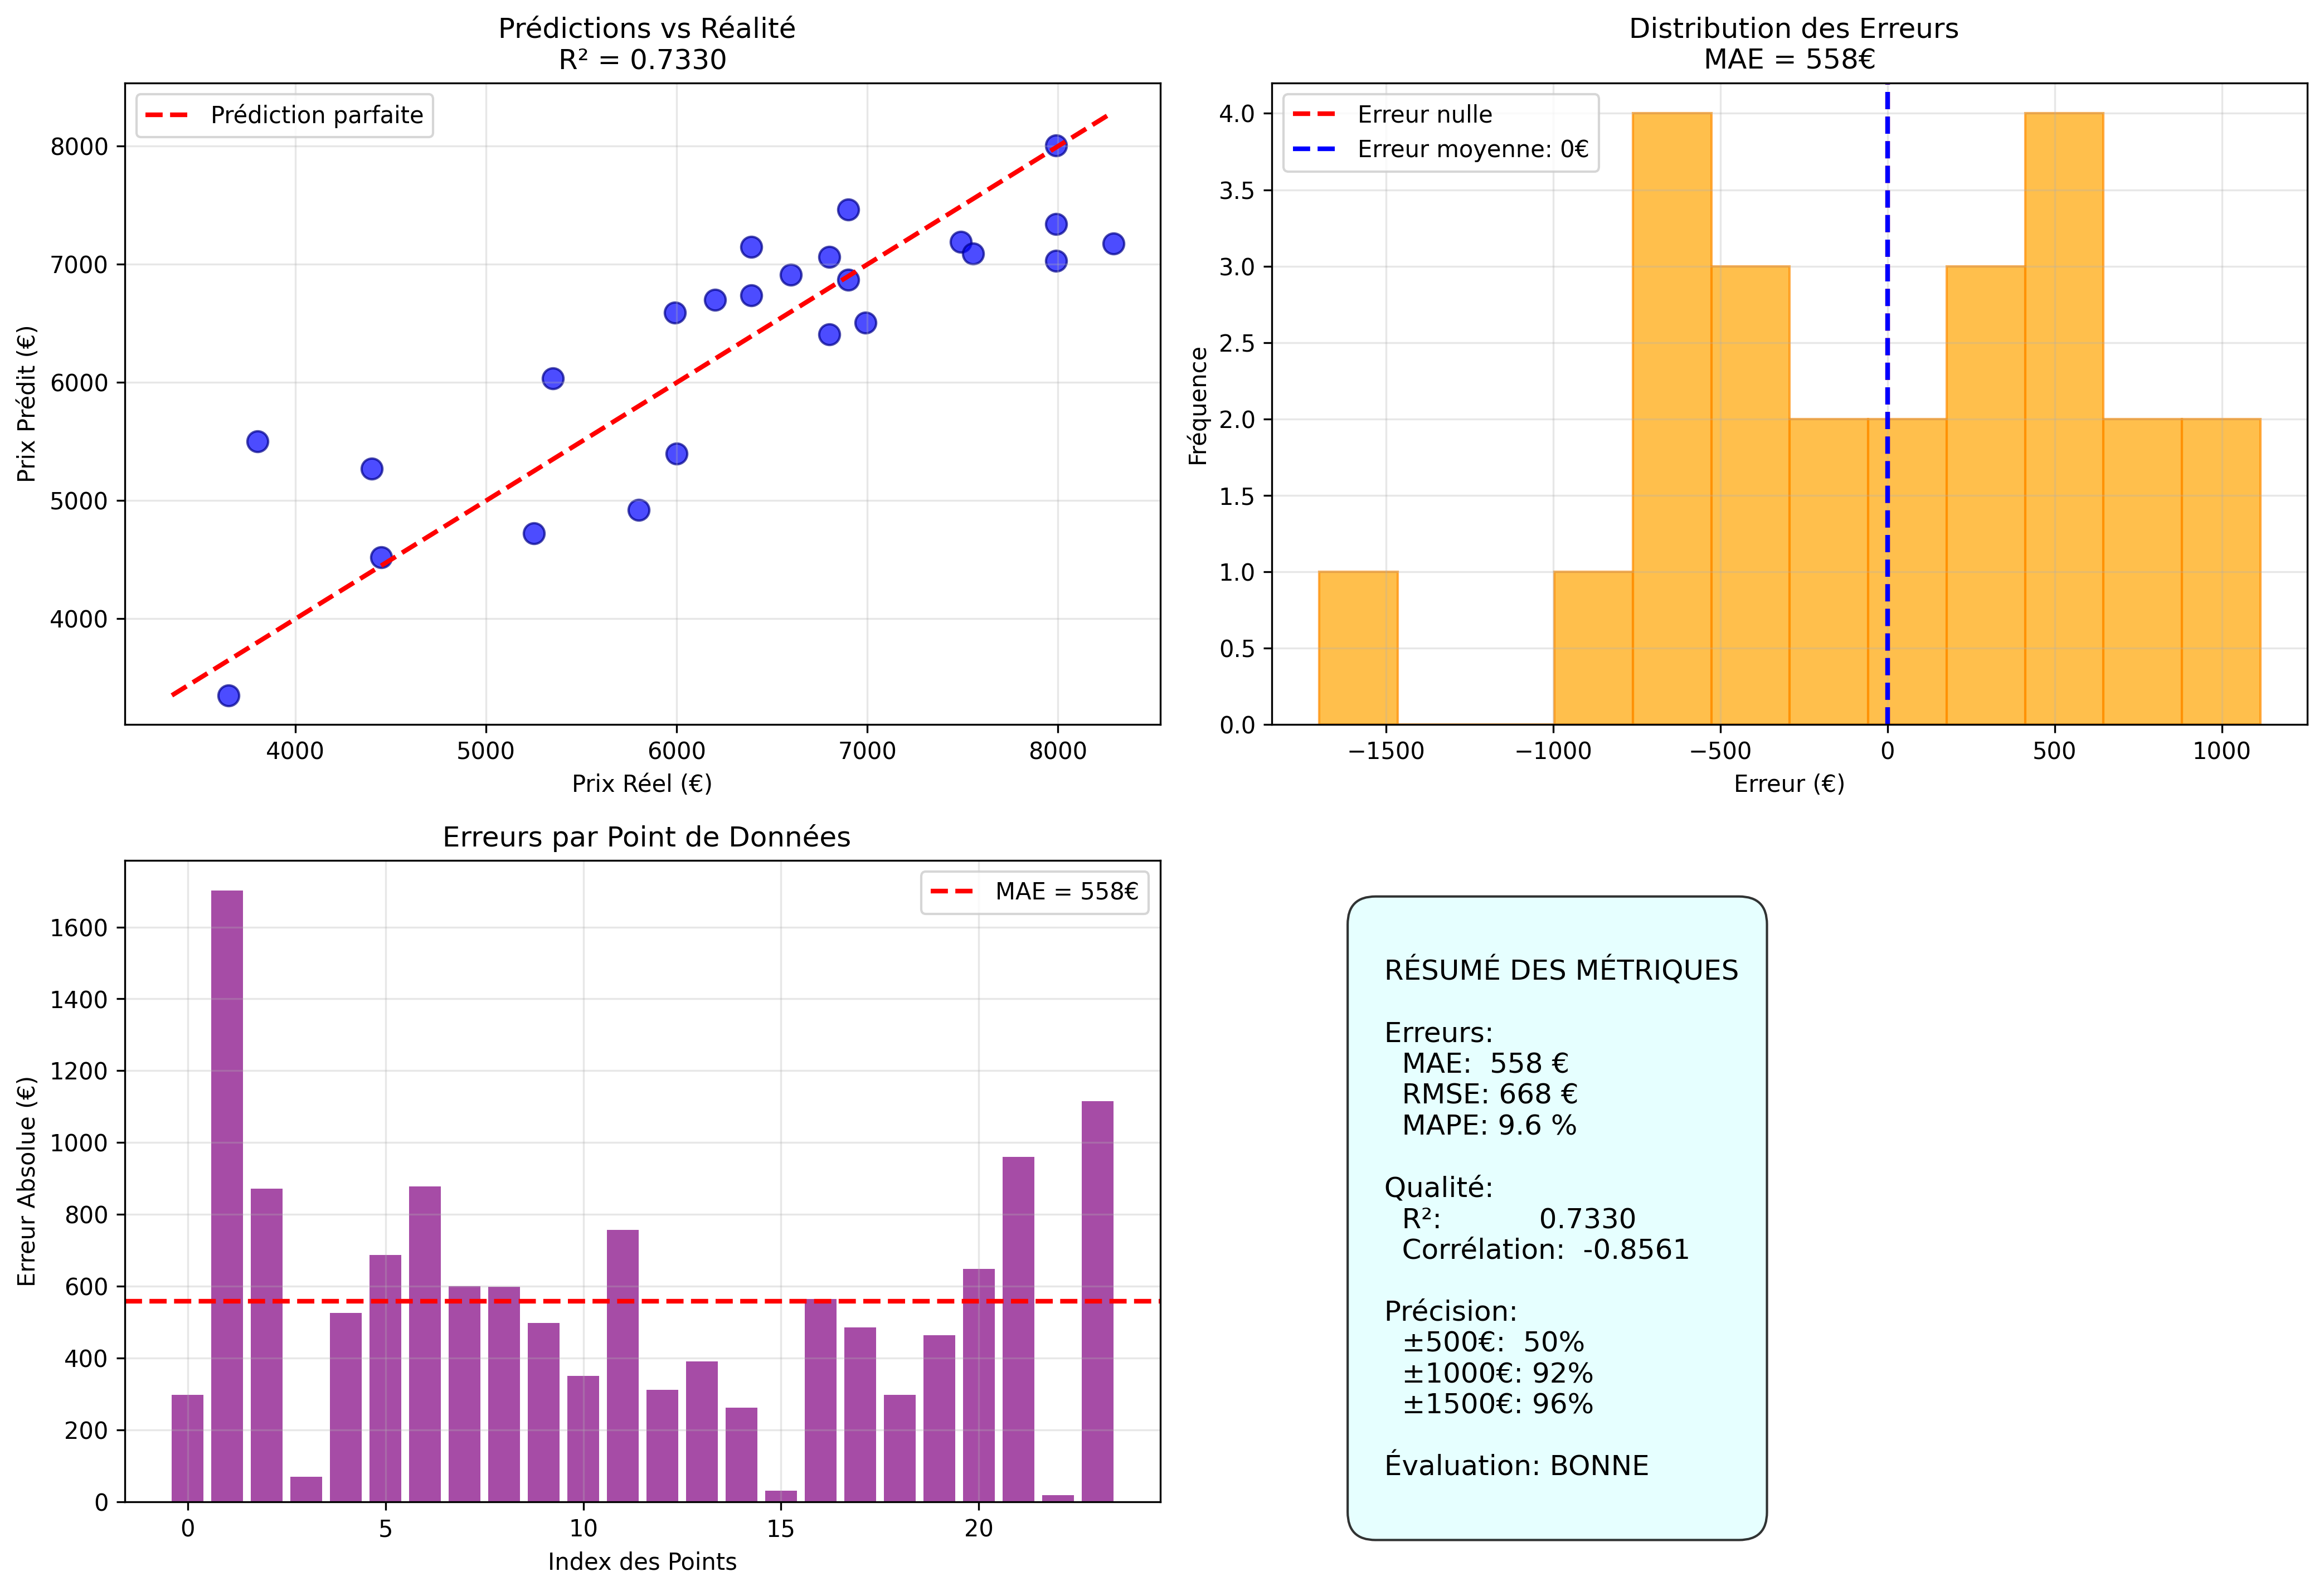 Prédictions vs Réalité
R² = 0.7330
Prédiction parfaite
8000
7000
6000
5000
4000
Prix Prédit (€)
4000 5000 6000 7000 8000
Prix Réel (€)
Distribution des Erreurs
MAE = 558€
Erreur nulle
Erreur moyenne: 0€
4.0
3.5
3.0
2.5
2.0
1.5
1.0
0.5
0.0
Fréquence
−1500 −1000 −500 0 500 1000
Erreur (€)
Erreurs par Point de Données
MAE = 558€
1600
1400
1200
1000
800
600
400
200
0
Erreur Absolue (€)
0 5 10 15 20
Index des Points
RÉSUMÉ DES MÉTRIQUES
Erreurs:
MAE: 558 €
RMSE: 668 €
MAPE: 9.6 %
Qualité:
R²: 0.7330
Corrélation: -0.8561
Précision:
±500€: 50%
±1000€: 92%
±1500€: 96%
Évaluation: BONNE